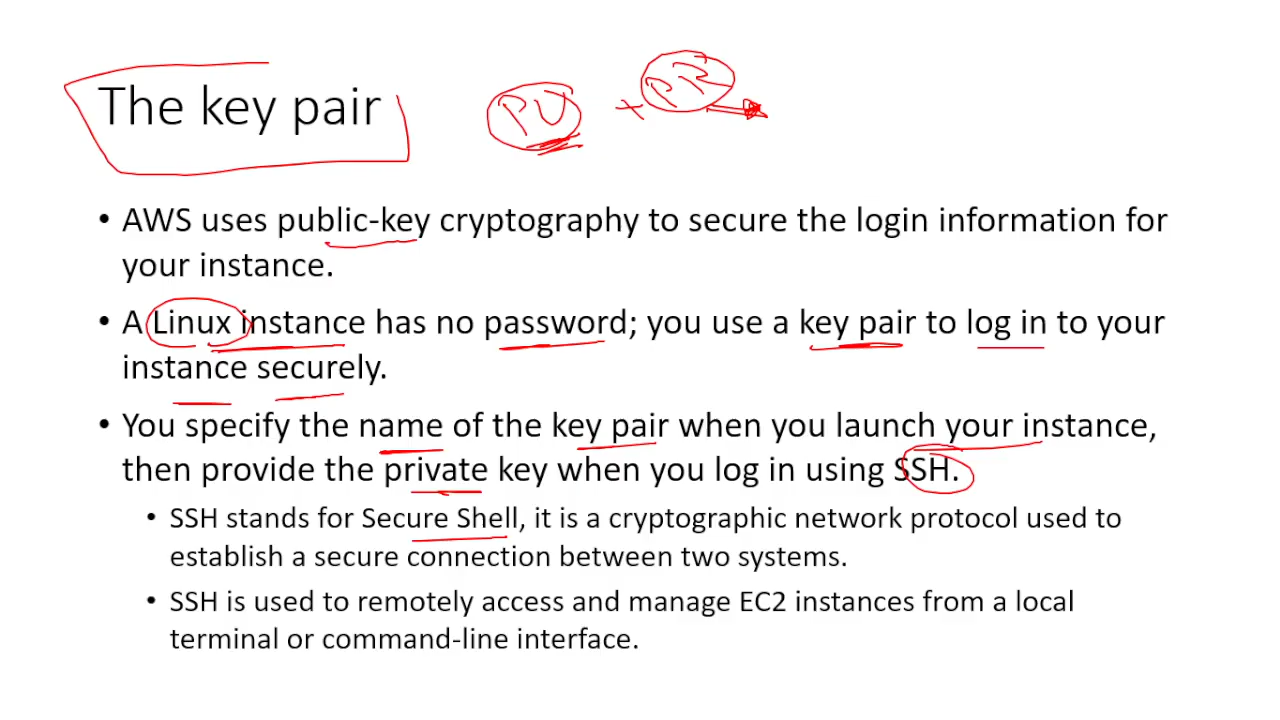 The key pair
PU + PR
• AWS uses public-key cryptography to secure the login information for
your instance.
• A Linux instance has no password; you use a key pair to log in to your
instance securely.
• You specify the name of the key pair when you launch your instance,
then provide the private key when you log in using SSH.
• SSH stands for Secure Shell, it is a cryptographic network protocol used to
establish a secure connection between two systems.
• SSH is used to remotely access and manage EC2 instances from a local
terminal or command-line interface.